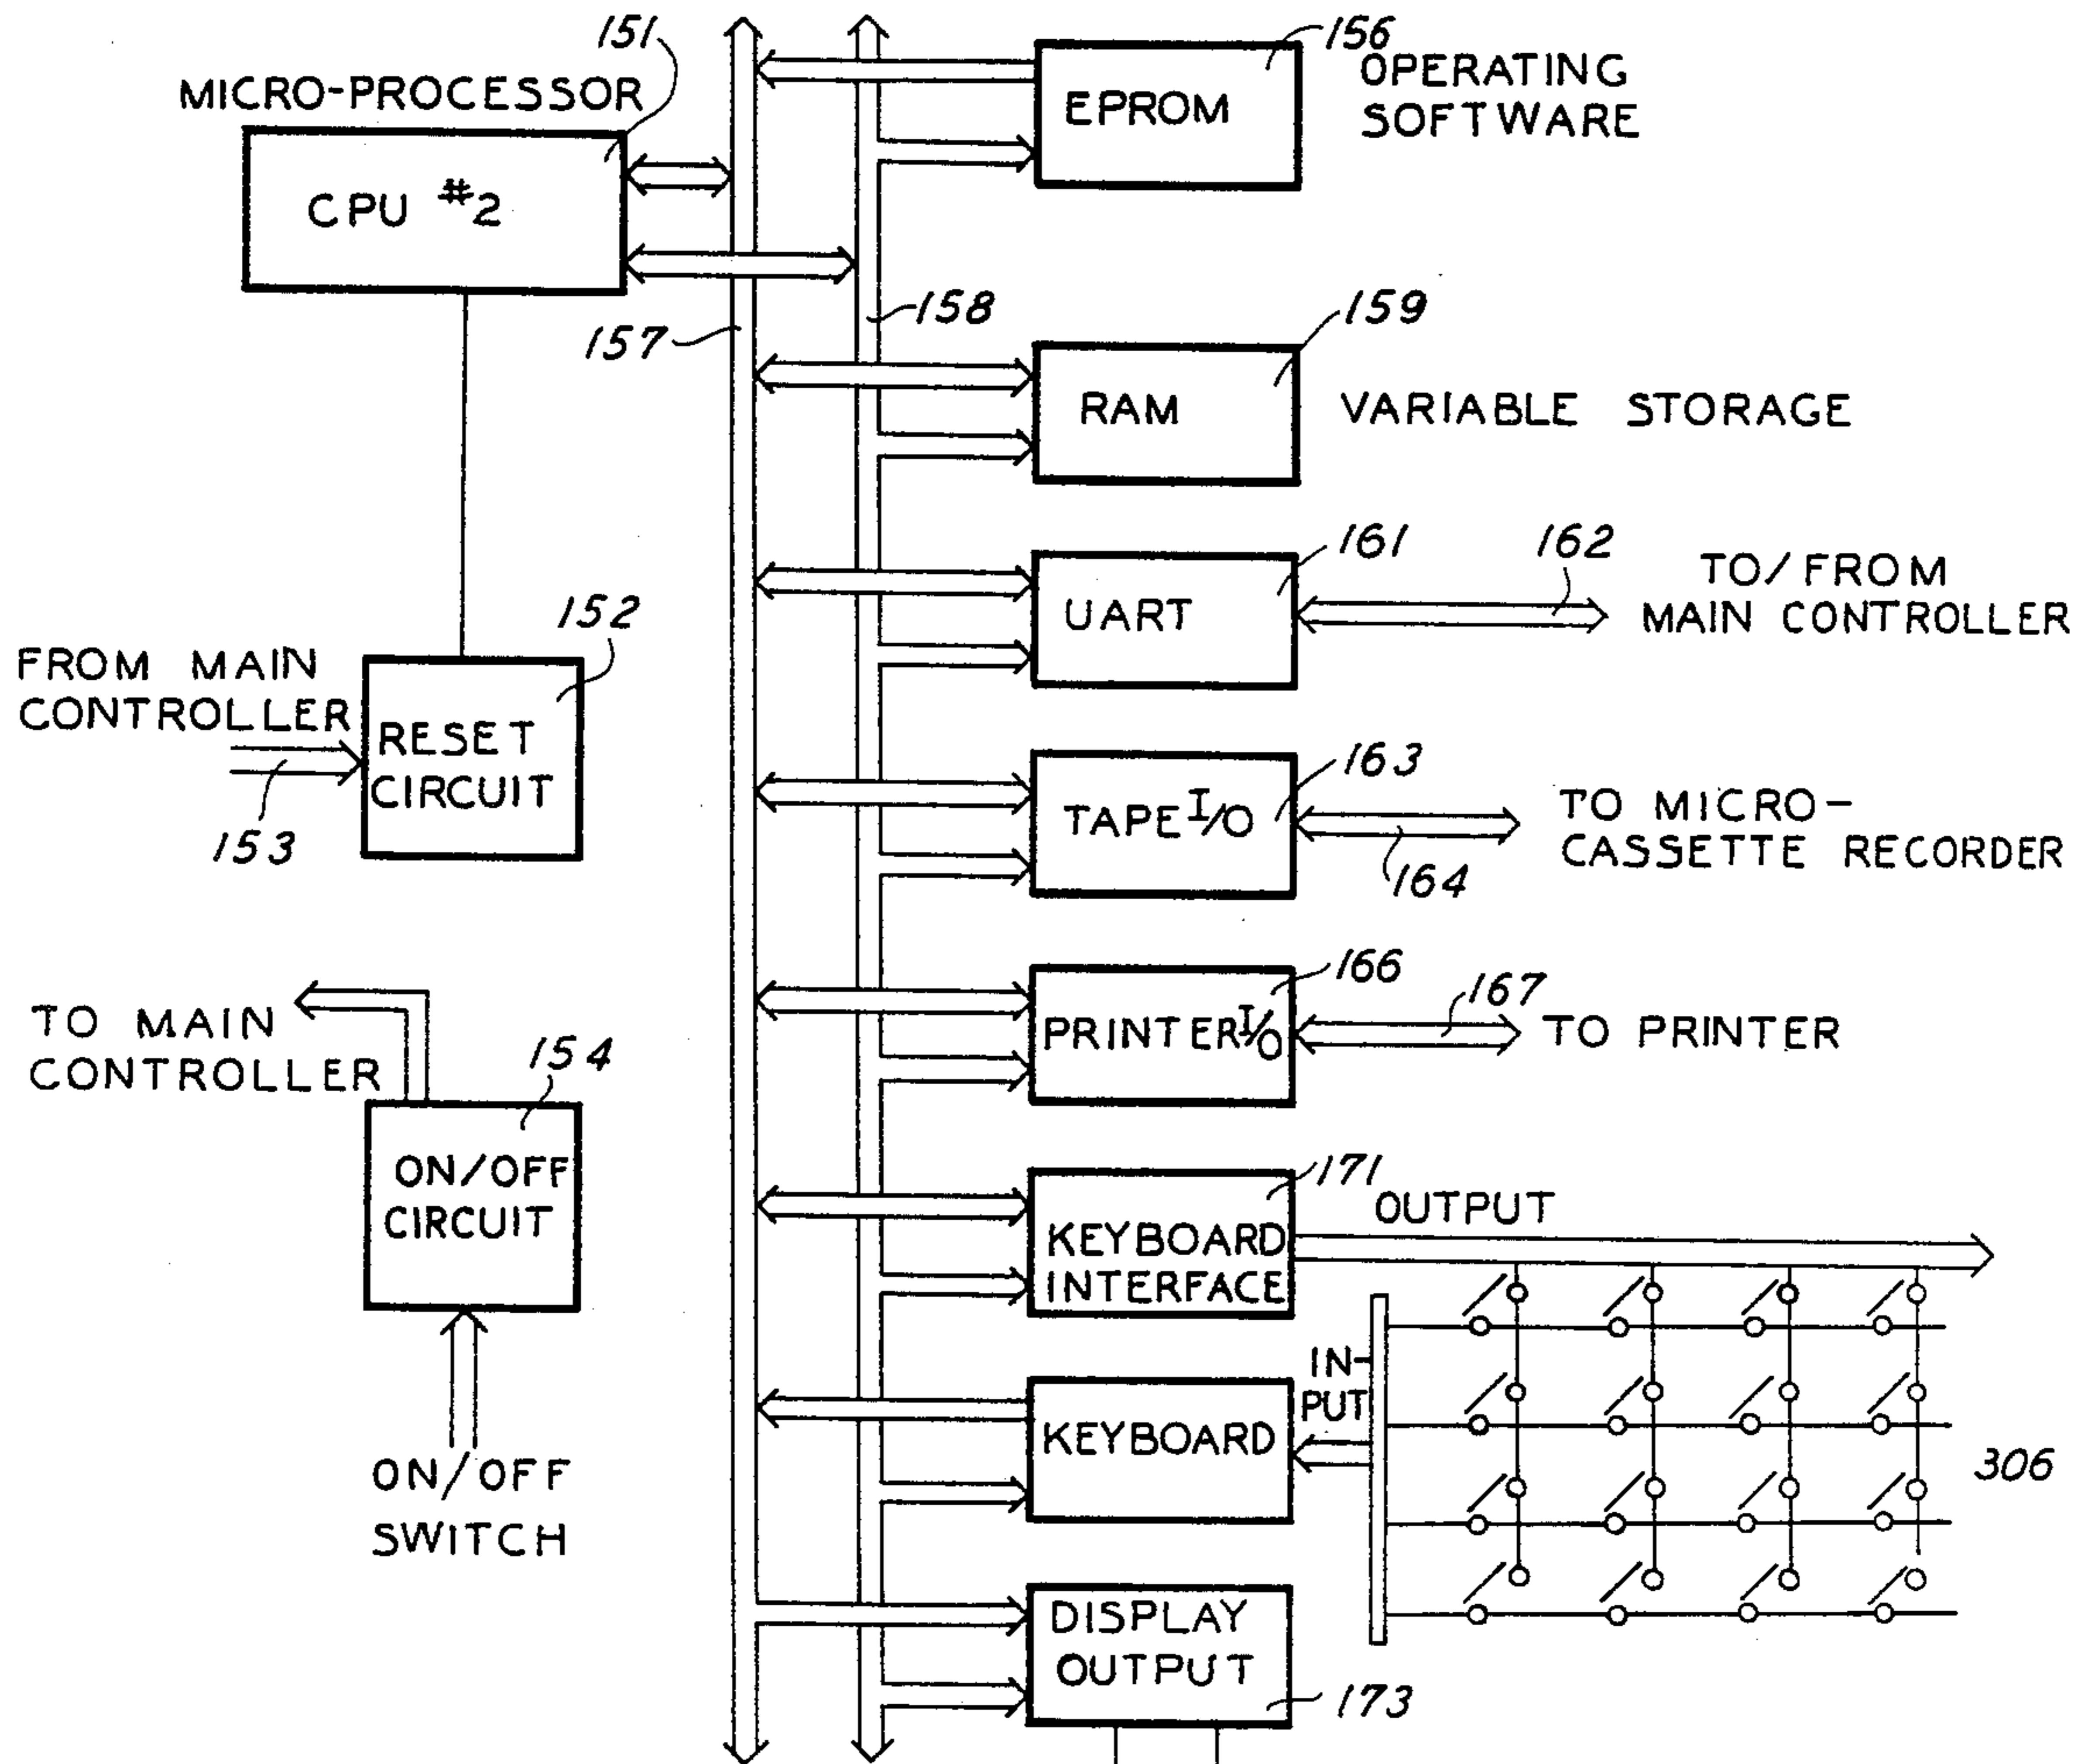 151
156
OPERATING
SOFTWARE
MICRO-PROCESSOR
EPROM
CPU #2
157
158
159
RAM
VARIABLE STORAGE
161
162
TO/FROM
MAIN CONTROLLER
UART
152
FROM MAIN
CONTROLLER
RESET
CIRCUIT
153
163
TAPE I/O
164
TO MICRO-
CASSETTE RECORDER
166
167
PRINTER I/O
TO PRINTER
TO MAIN
CONTROLLER
154
ON/OFF
CIRCUIT
171
OUTPUT
KEYBOARD
INTERFACE
IN-
PUT
KEYBOARD
306
ON/OFF
SWITCH
DISPLAY
OUTPUT
173